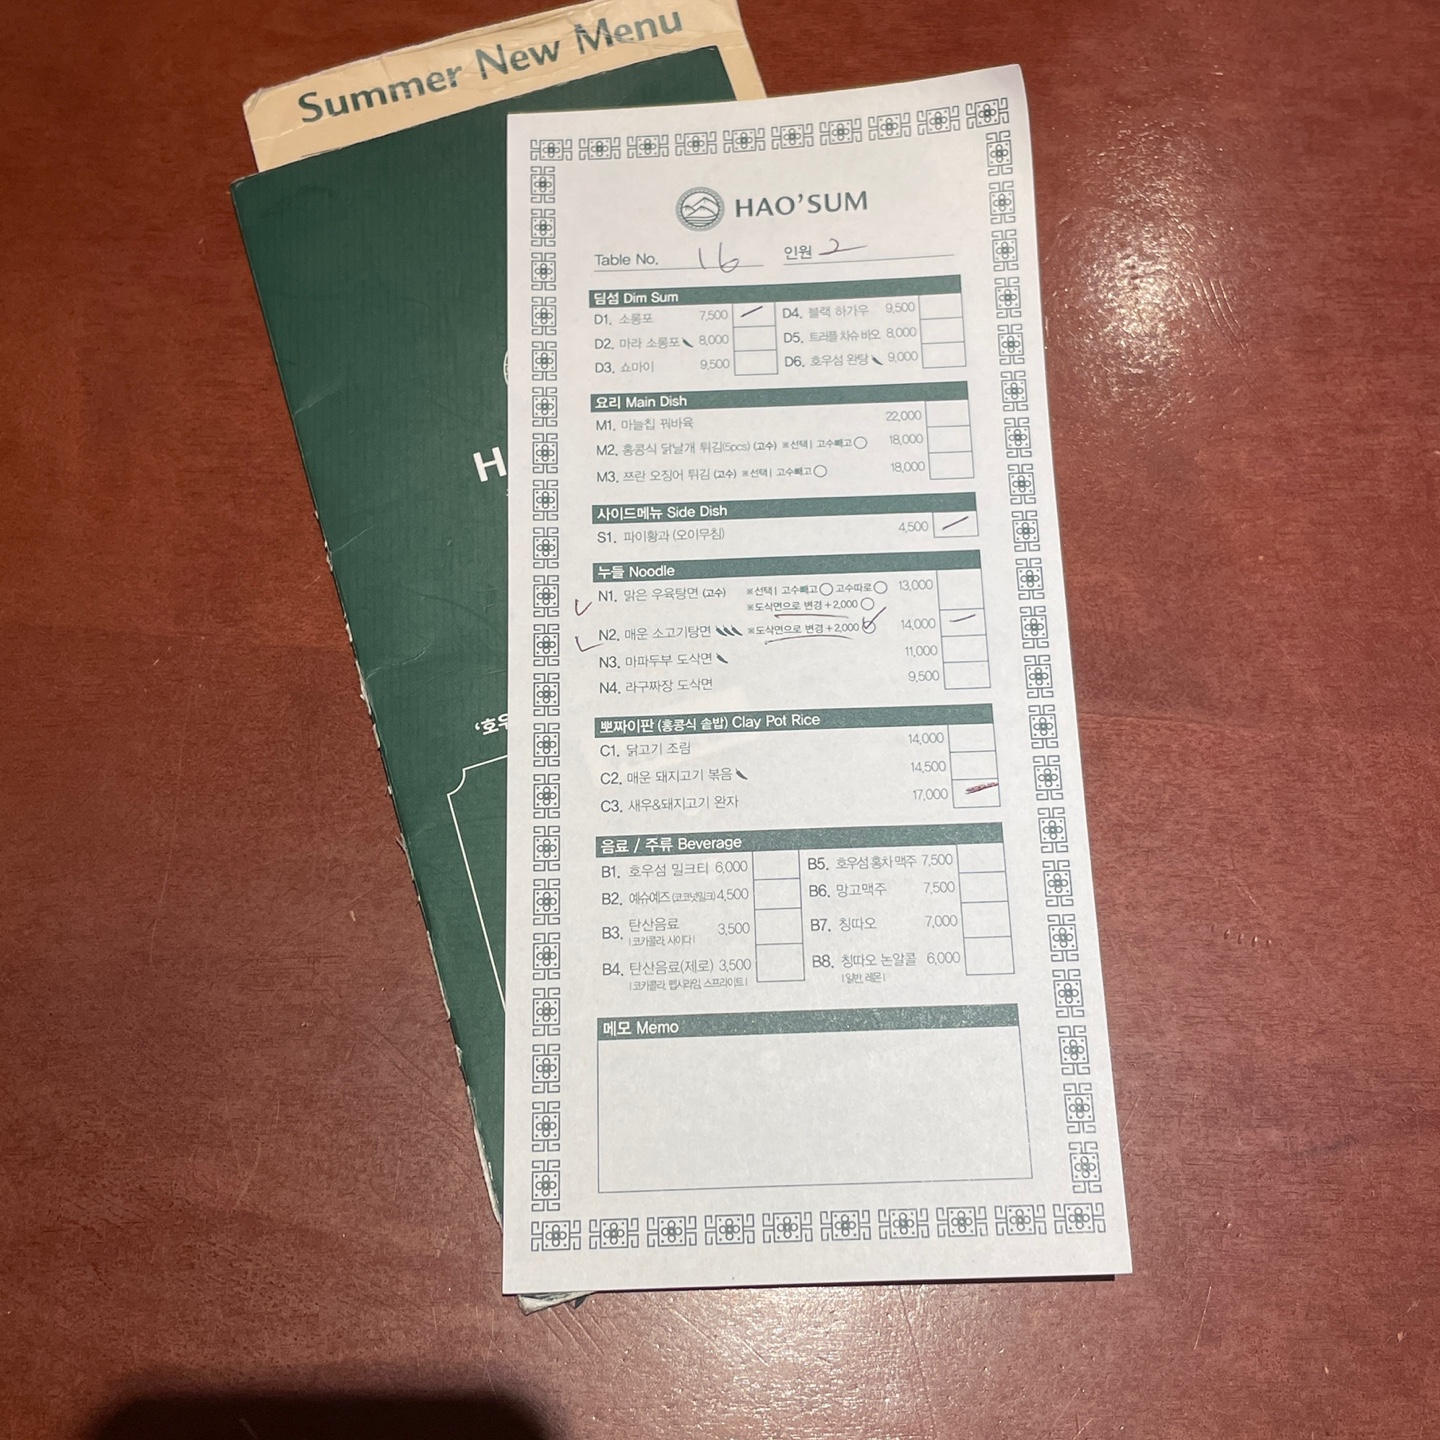 Summer New Menu
H
'호우
HAO'SUM
Table No. 16 인원 2
딤섬 Dim Sum
D1. 소롱포 7,500
D2. 마라 소롱포 8,000
D3. 쇼마이 9,500
D4. 블랙 하가우 9,500
D5. 트러플 차슈 바오 8,000
D6. 호우섬 완탕 9,000
요리 Main Dish
M1. 마늘칩 꿔바육 22,000
M2. 홍콩식 닭날개 튀김(5pcs) (고수) ※선택 | 고수빼고 18,000
M3. 쯔란 오징어 튀김 (고수) ※선택 | 고수빼고 18,000
사이드메뉴 Side Dish
S1. 파이황과 (오이무침) 4,500
누들 Noodle
N1. 맑은 우육탕면 (고수) ※선택 | 고수빼고 고수따로 13,000
※도삭면으로 변경 +2,000
N2. 매운 소고기탕면 ※도삭면으로 변경 +2,000 14,000
N3. 마파두부 도삭면 11,000
N4. 라구짜장 도삭면 9,500
뽀짜이판 (홍콩식 솥밥) Clay Pot Rice
C1. 닭고기 조림 14,000
C2. 매운 돼지고기 볶음 14,500
C3. 새우&돼지고기 완자 17,000
음료 / 주류 Beverage
B1. 호우섬 밀크티 6,000
B2. 예슈예즈 (코코넛밀크) 4,500
B3. 탄산음료 3,500
| 코카콜라, 사이다 |
B4. 탄산음료(제로) 3,500
| 코카콜라, 펩시라임, 스프라이트 |
B5. 호우섬 홍차 맥주 7,500
B6. 망고맥주 7,500
B7. 칭따오 7,000
B8. 칭따오 논알콜 6,000
| 일반 레몬 |
메모 Memo